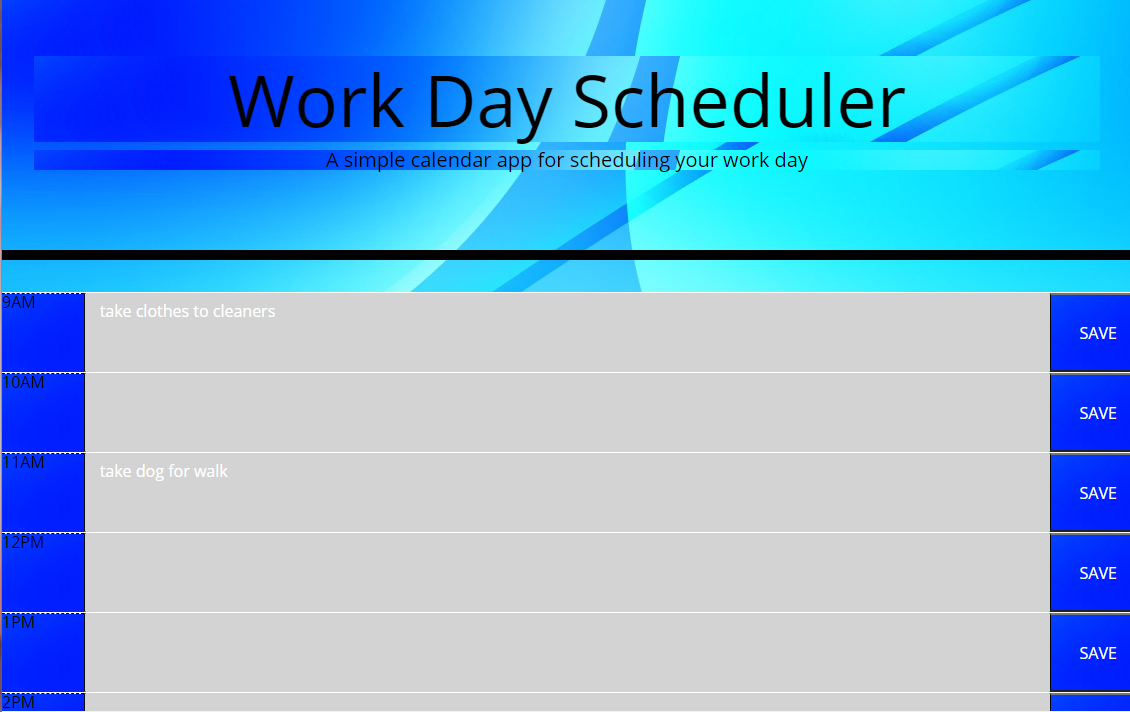 Work Day Scheduler
A simple calendar app for scheduling your work day
9AM
take clothes to cleaners
SAVE
10AM
SAVE
11AM
take dog for walk
SAVE
12PM
SAVE
1PM
SAVE
2PM